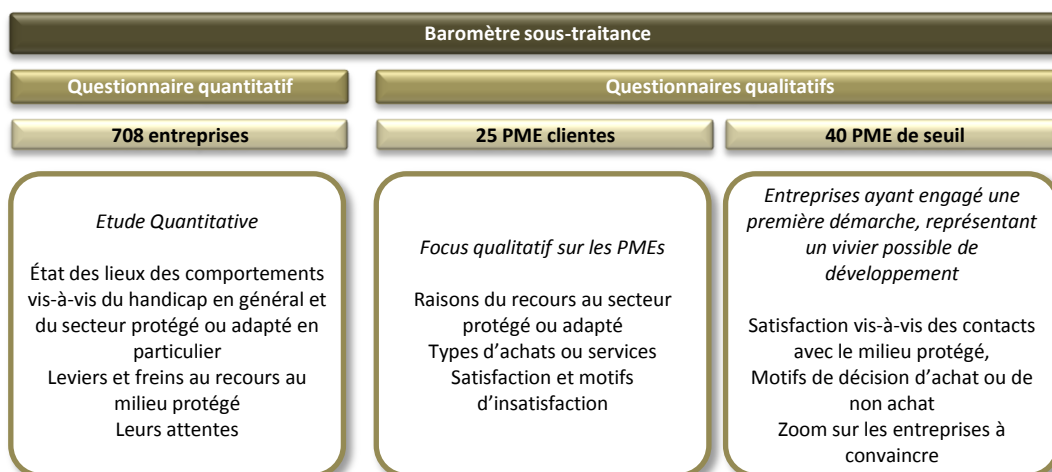 Baromètre sous-traitance
Questionnaire quantitatif
Questionnaires qualitatifs
708 entreprises
25 PME clientes
40 PME de seuil
Etude Quantitative
État des lieux des comportements
vis-à-vis du handicap en général et
du secteur protégé ou adapté en
particulier
Leviers et freins au recours au
milieu protégé
Leurs attentes
Focus qualitatif sur les PMEs
Raisons du recours au secteur
protégé ou adapté
Types d'achats ou services
Satisfaction et motifs
d'insatisfaction
Entreprises ayant engagé une
première démarche, représentant
un vivier possible de
développement
Satisfaction vis-à-vis des contacts
avec le milieu protégé,
Motifs de décision d'achat ou de
non achat
Zoom sur les entreprises à
convaincre